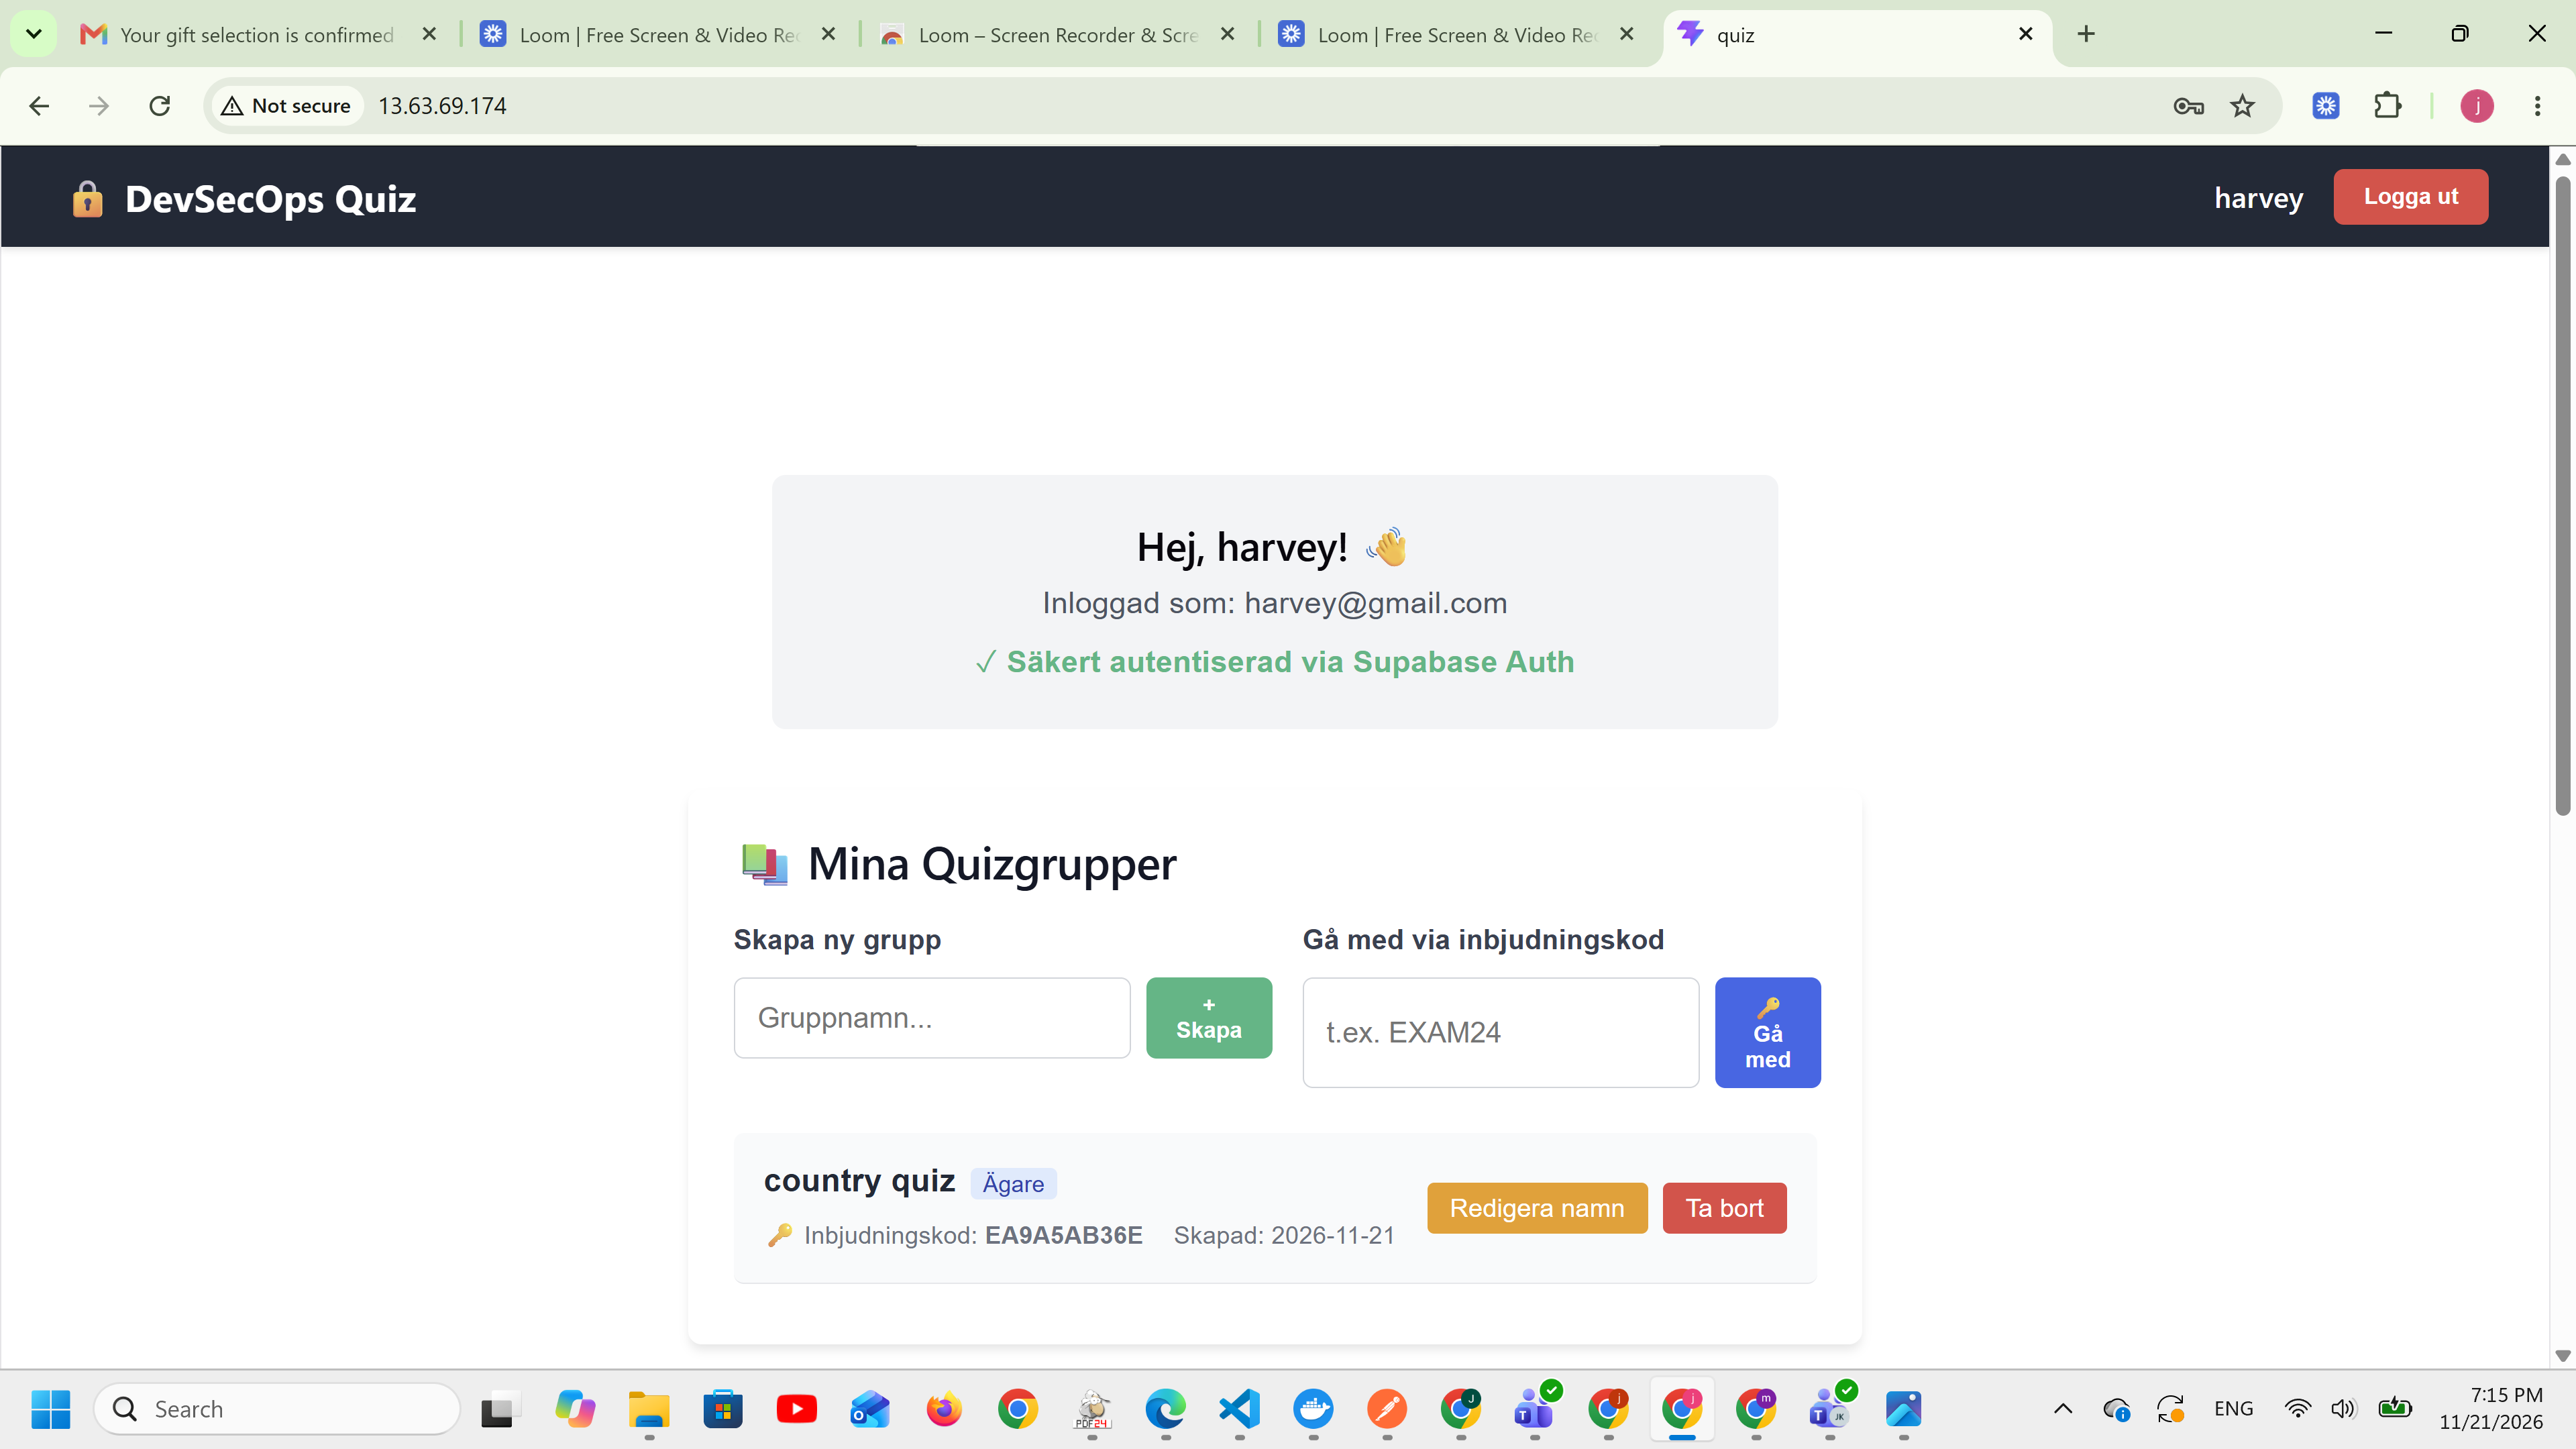 Your gift selection is confirmed
Loom | Free Screen & Video Rec
Loom – Screen Recorder & Scre
Loom | Free Screen & Video Rec
quiz
Not secure
13.63.69.174
j
DevSecOps Quiz
harvey
Logga ut
Hej, harvey!
Inloggad som: harvey@gmail.com
✓ Säkert autentiserad via Supabase Auth
Mina Quizgrupper
Skapa ny grupp
Gå med via inbjudningskod
Gruppnamn...
+
Skapa
t.ex. EXAM24
Gå
med
country quiz
Ägare
Inbjudningskod: EA9A5AB36E
Skapad: 2026-11-21
Redigera namn
Ta bort
Search
PDF24
J
T
j
j
m
T
JK
ENG
7:15 PM
11/21/2026